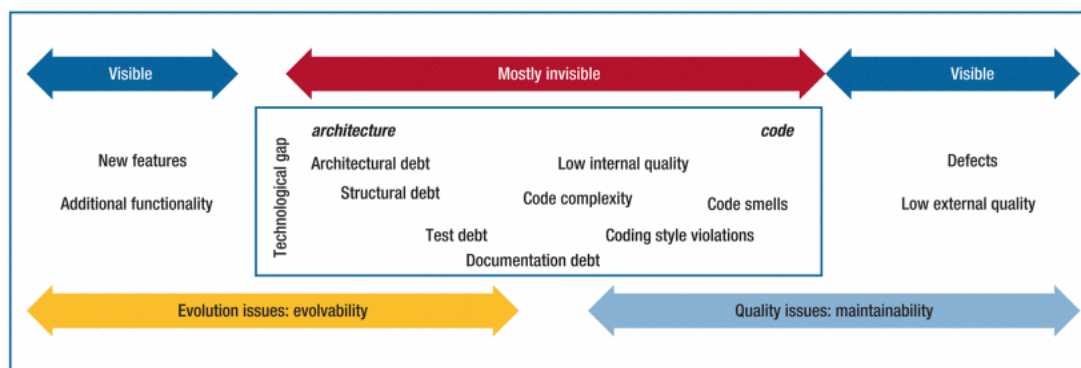 Visible
Mostly invisible
Visible
Technological gap
architecture
code
New features
Architectural debt
Low internal quality
Defects
Additional functionality
Structural debt
Code complexity
Code smells
Low external quality
Test debt
Coding style violations
Documentation debt
Evolution issues: evolvability
Quality issues: maintainability